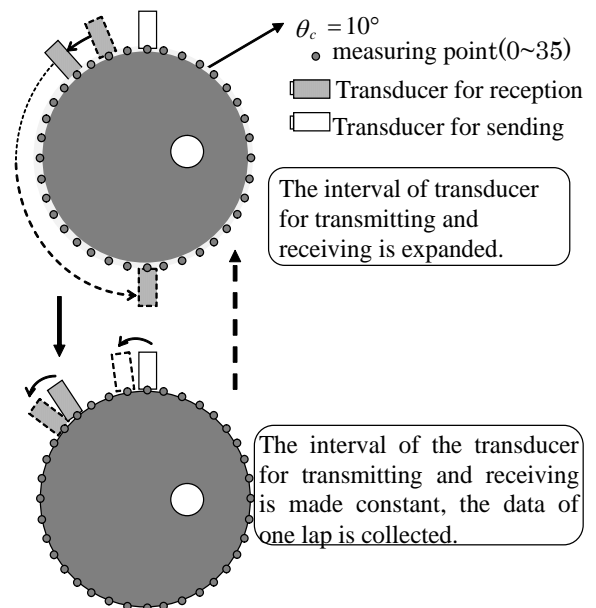 θc = 10°
measuring point(0~35)
Transducer for reception
Transducer for sending
The interval of transducer
for transmitting and
receiving is expanded.
The interval of the transducer
for transmitting and receiving
is made constant, the data of
one lap is collected.